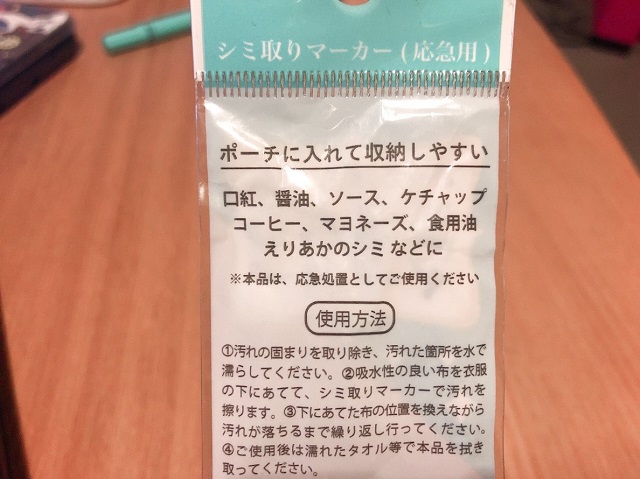 シミ取りマーカー(応急用)
ポーチに入れて収納しやすい
口紅、醤油、ソース、ケチャップ
コーヒー、マヨネーズ、食用油
えりあかのシミなどに
※本品は、応急処置としてご使用ください
使用方法
①汚れの固まりを取り除き、汚れた箇所を水で
濡らしてください。②吸水性の良い布を衣服
の下にあてて、シミ取りマーカーで汚れを
擦ります。③下にあてた布の位置を換えながら
汚れが落ちるまで繰り返し行ってください。
④ご使用後は濡れたタオル等で本品を拭き
取ってください。